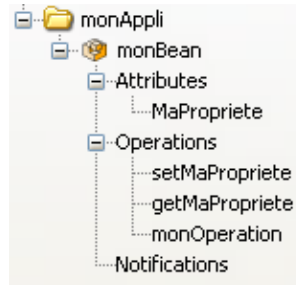 monAppli
monBean
Attributes
MaPropriete
Operations
setMaPropriete
getMaPropriete
monOperation
Notifications